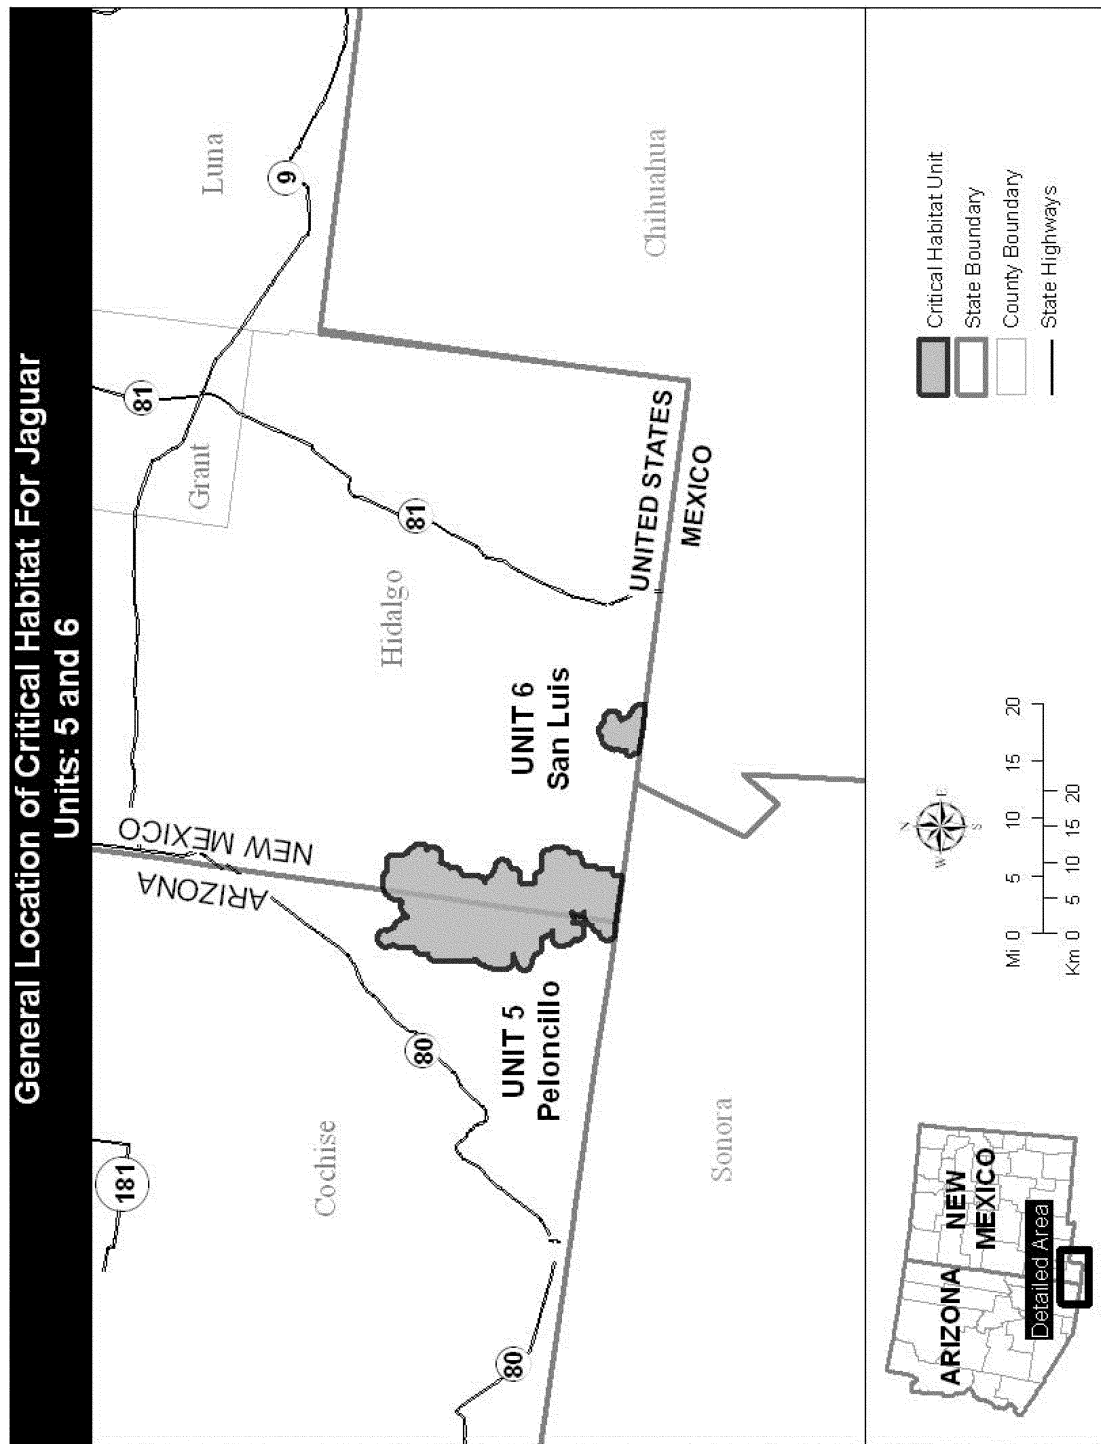 General Location of Critical Habitat For Jaguar
Units: 5 and 6
181
Cochise
80
80
ARIZONA
NEW MEXICO
Grant
81
Luna
9
Hidalgo
81
UNIT 5
Peloncillo
UNIT 6
San Luis
UNITED STATES
MEXICO
Sonora
Chihuahua
ARIZONA
NEW
MEXICO
Detailed Area
N
W
E
S
Mi 0 5 10 15 20
Km 0 5 10 15 20
Critical Habitat Unit
State Boundary
County Boundary
State Highways